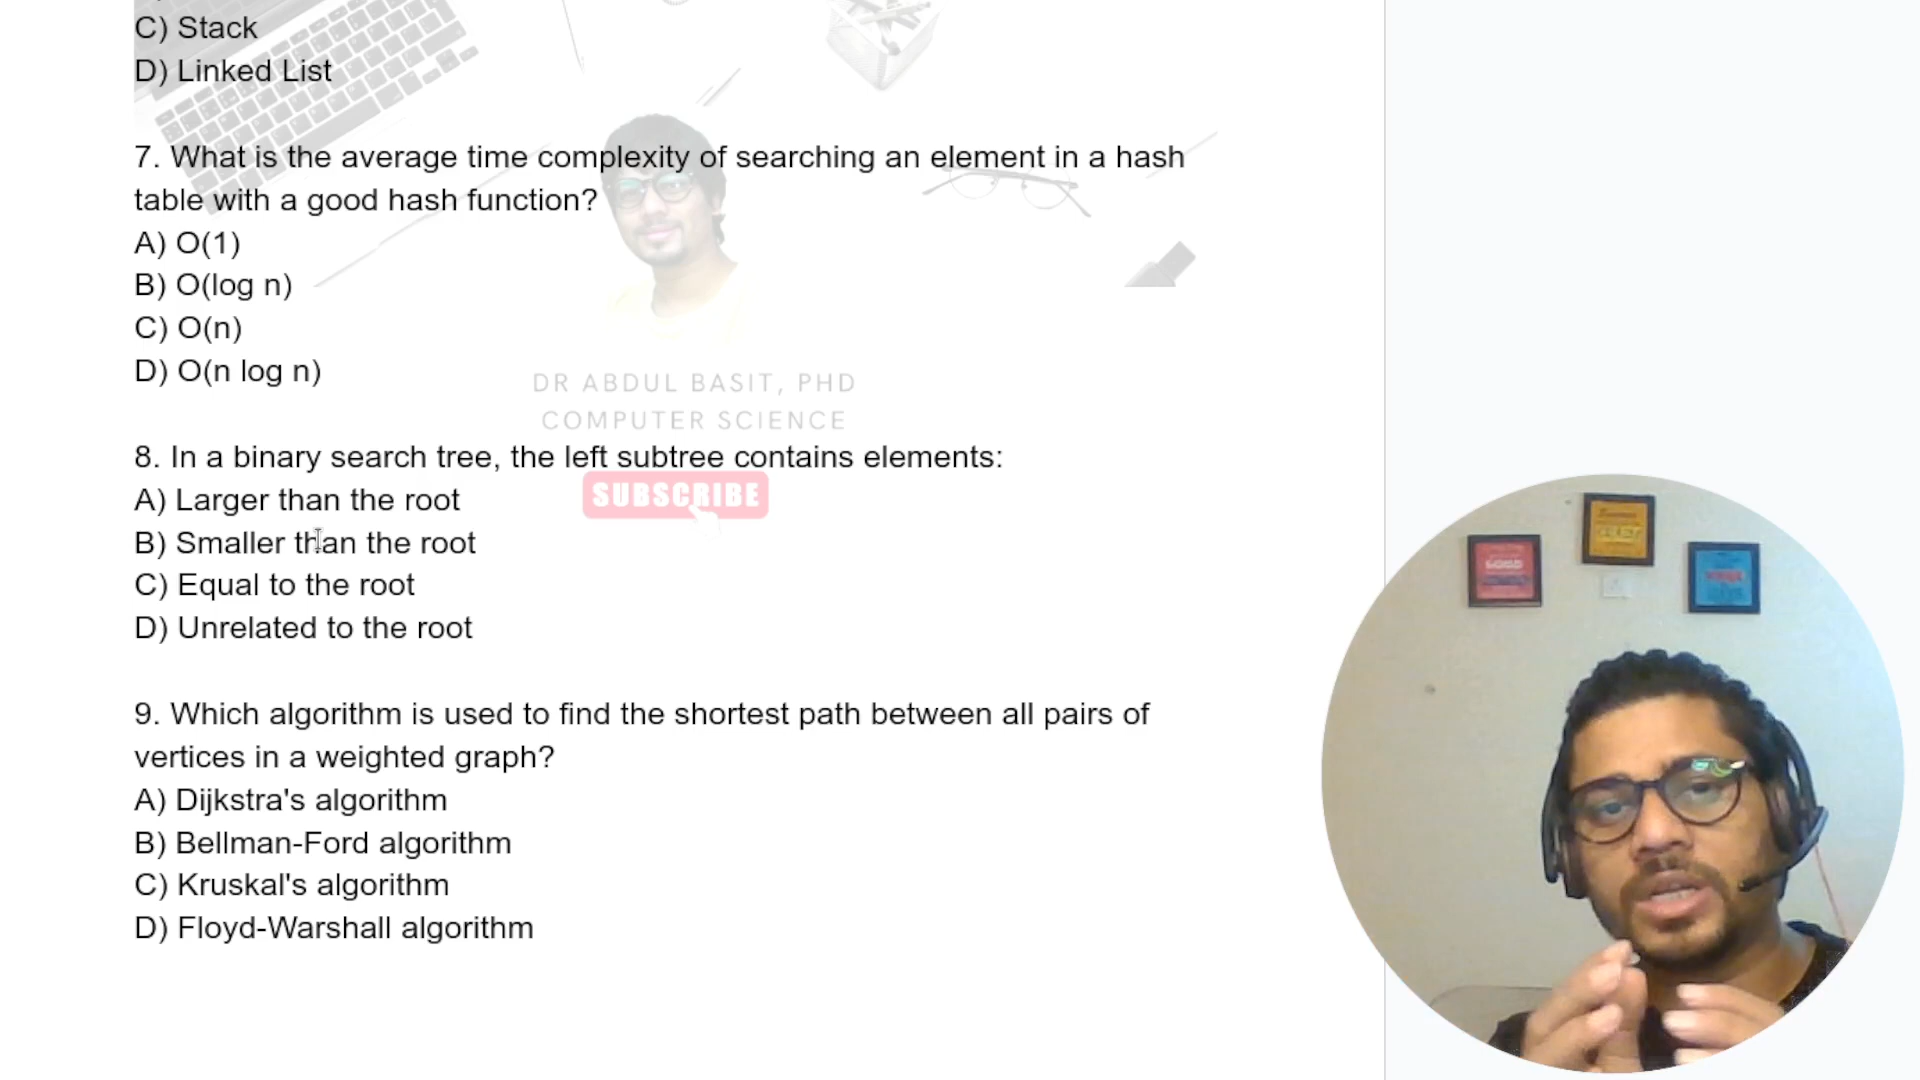 C) Stack
D) Linked List
7. What is the average time complexity of searching an element in a hash
table with a good hash function?
A) O(1)
B) O(log n)
C) O(n)
D) O(n log n)
DR ABDUL BASIT, PHD
COMPUTER SCIENCE
8. In a binary search tree, the left subtree contains elements:
A) Larger than the root
SUBSCRIBE
B) Smaller than the root
C) Equal to the root
D) Unrelated to the root
9. Which algorithm is used to find the shortest path between all pairs of
vertices in a weighted graph?
A) Dijkstra's algorithm
B) Bellman-Ford algorithm
C) Kruskal's algorithm
D) Floyd-Warshall algorithm